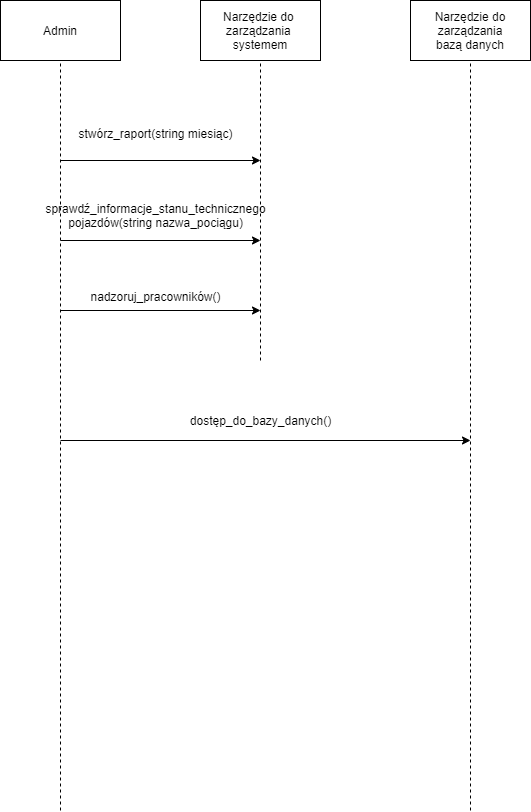 Admin
Narzędzie do
zarządzania
systemem
Narzędzie do
zarządzania
bazą danych
stwórz_raport(string miesiąc)
sprawdź_informacje_stanu_technicznego
pojazdów(string nazwa_pociągu)
nadzoruj_pracowników()
dostęp_do_bazy_danych()